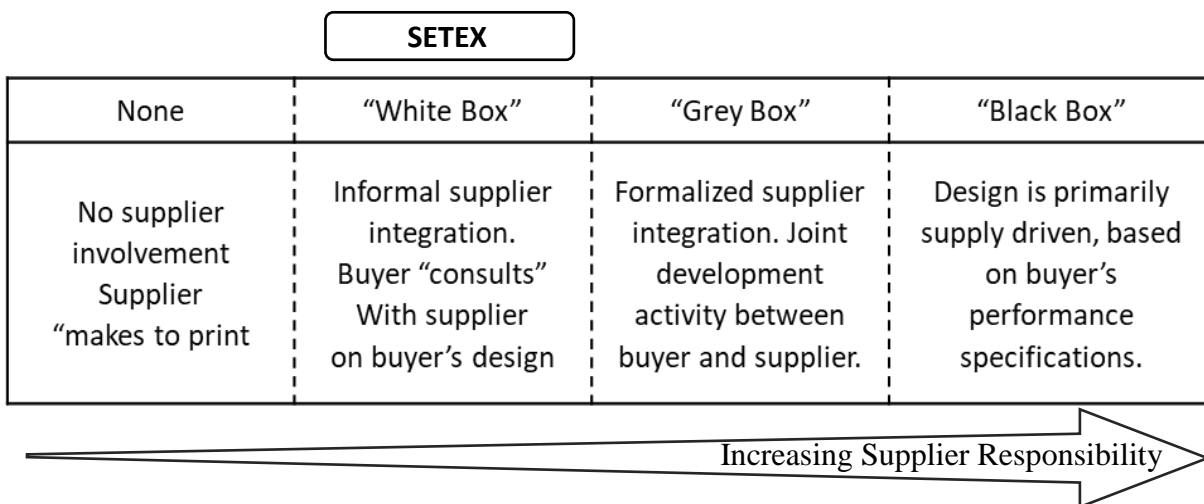 SETEX
None
“White Box”
“Grey Box”
“Black Box”
No supplier
involvement
Supplier
“makes to print
Informal supplier
integration.
Buyer “consults”
With supplier
on buyer’s design
Formalized supplier
integration. Joint
development
activity between
buyer and supplier.
Design is primarily
supply driven, based
on buyer’s
performance
specifications.
Increasing Supplier Responsibility